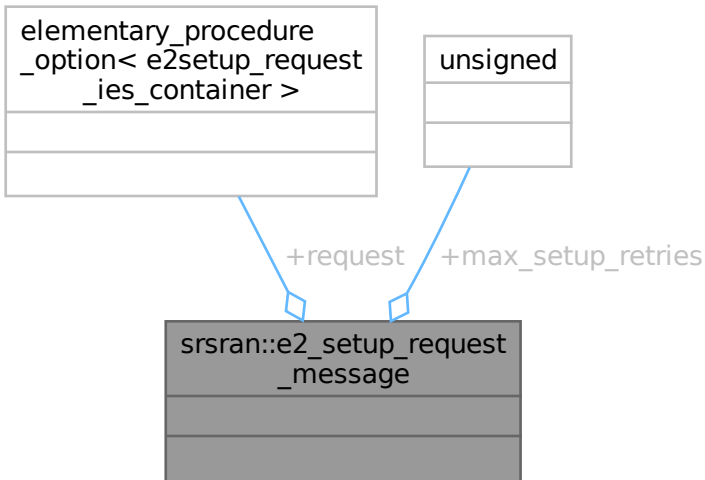 elementary_procedure
_option< e2setup_request
_ies_container >
unsigned
+request
+max_setup_retries
srsran::e2_setup_request
_message